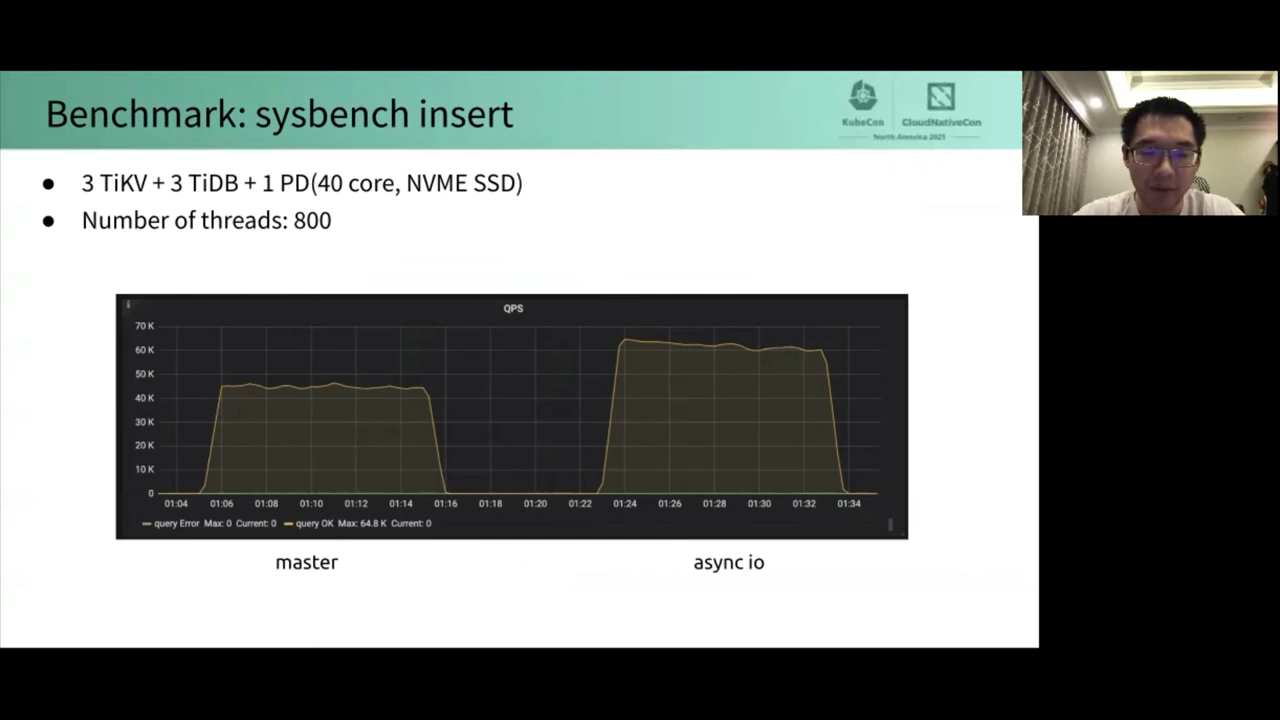 Benchmark: sysbench insert
KubeCon
CloudNativeCon
North America 2021
● 3 TiKV + 3 TiDB + 1 PD(40 core, NVME SSD)
● Number of threads: 800
i
QPS
70 K
60 K
50 K
40 K
30 K
20 K
10 K
0
01:04 01:06 01:08 01:10 01:12 01:14 01:16 01:18 01:20 01:22 01:24 01:26 01:28 01:30 01:32 01:34
query Error Max: 0 Current: 0 query OK Max: 64.8 K Current: 0
master
async io